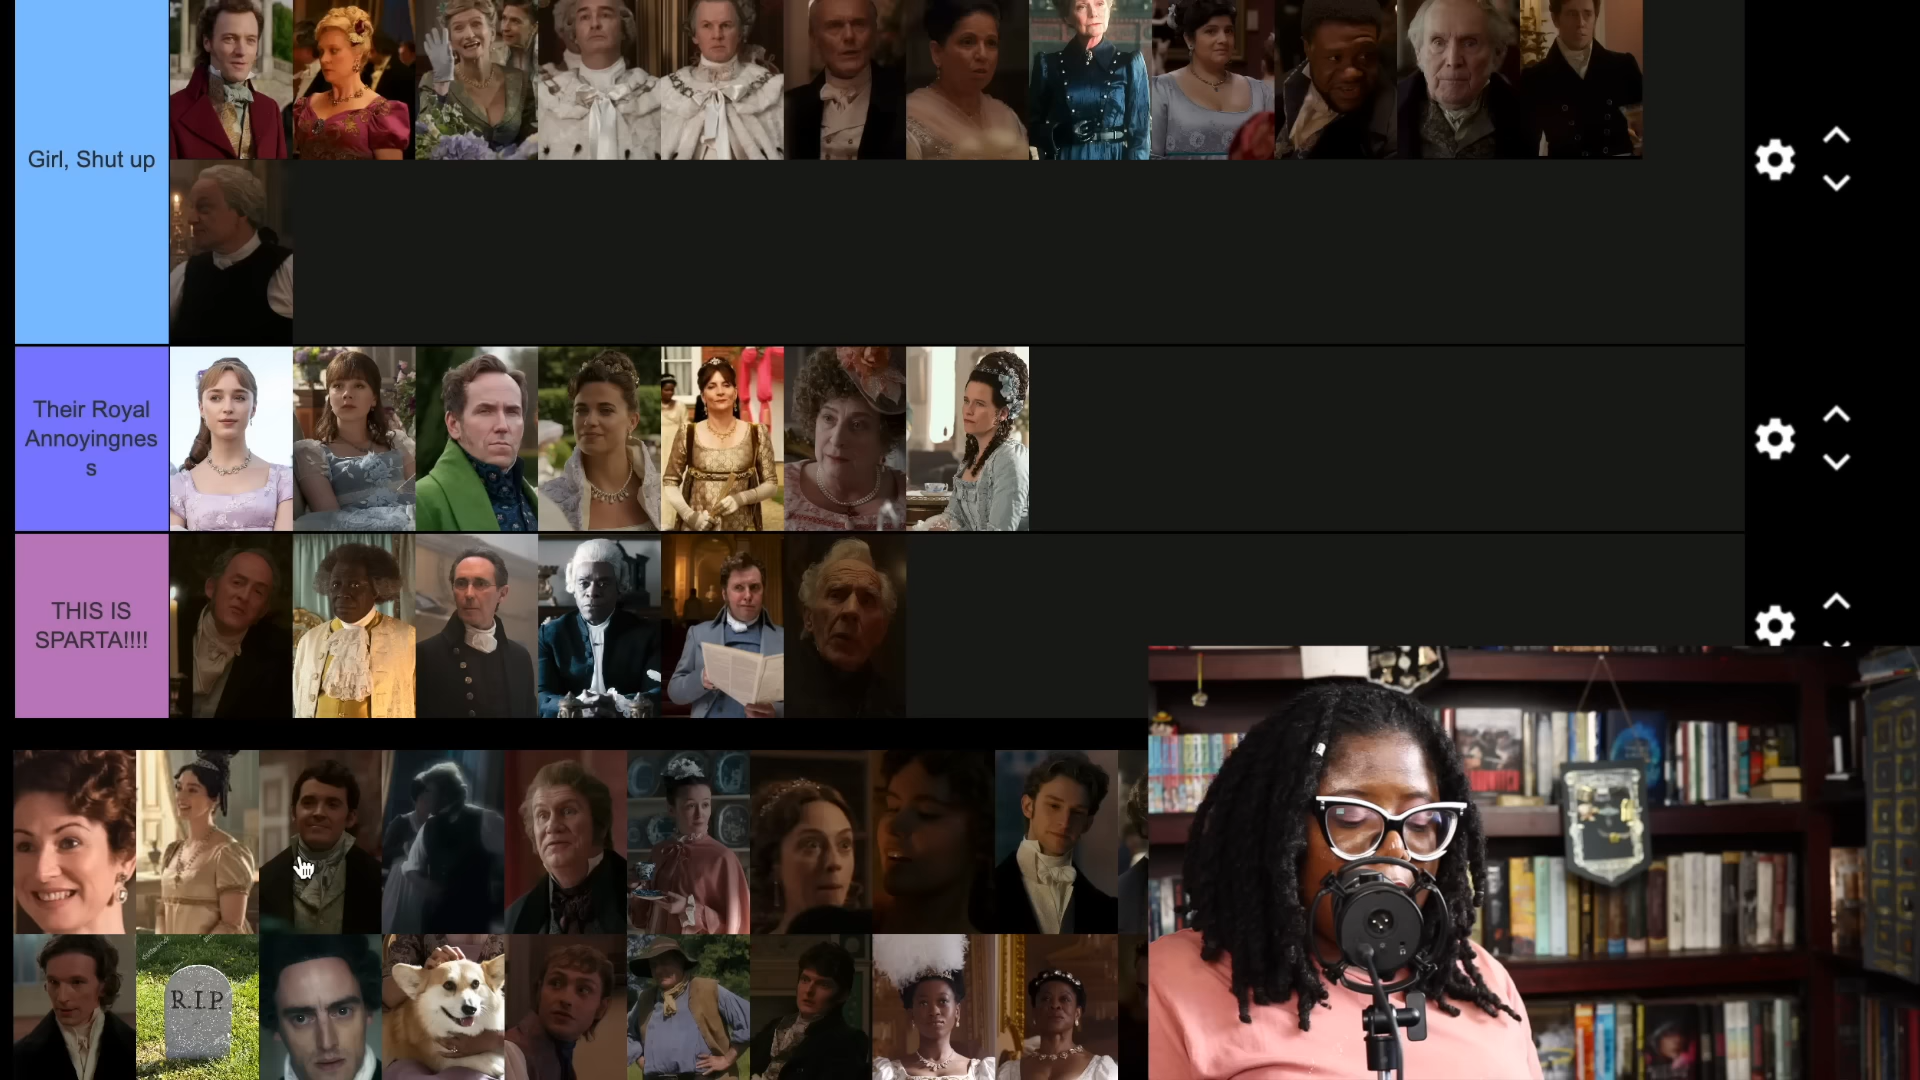 Girl, Shut up
Their Royal
Annoyingnes
s
THIS IS
SPARTA!!!!
R.I.P.